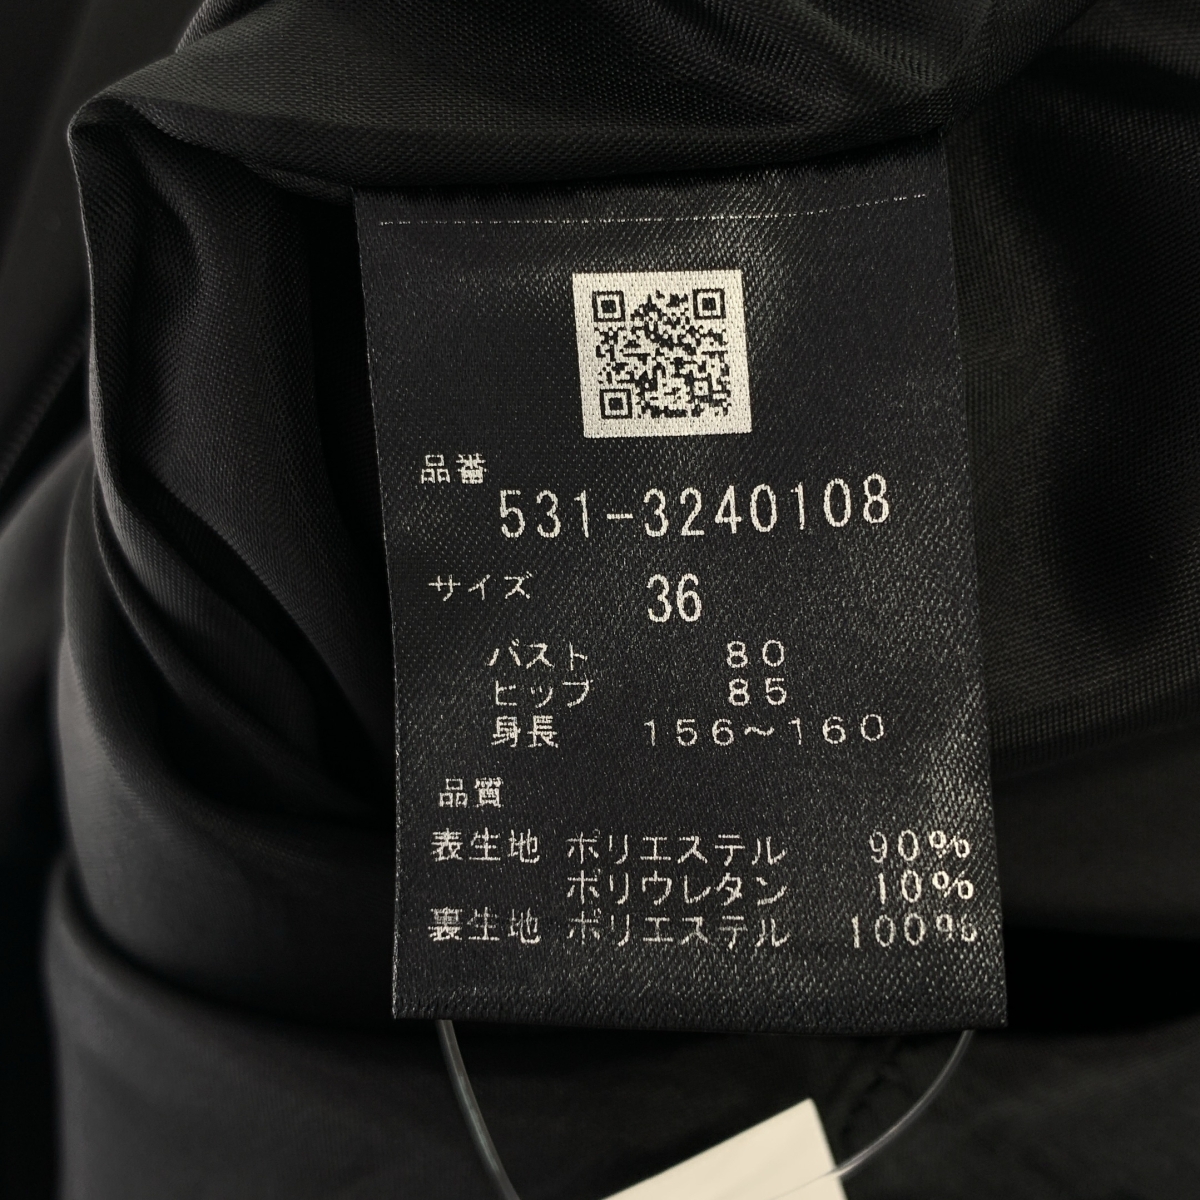 品番
531-3240108
サイズ 36
バスト 80
ヒップ 85
身長 156～160
品質
表生地 ポリエステル 90%
ポリウレタン 10%
裏生地 ポリエステル 100%